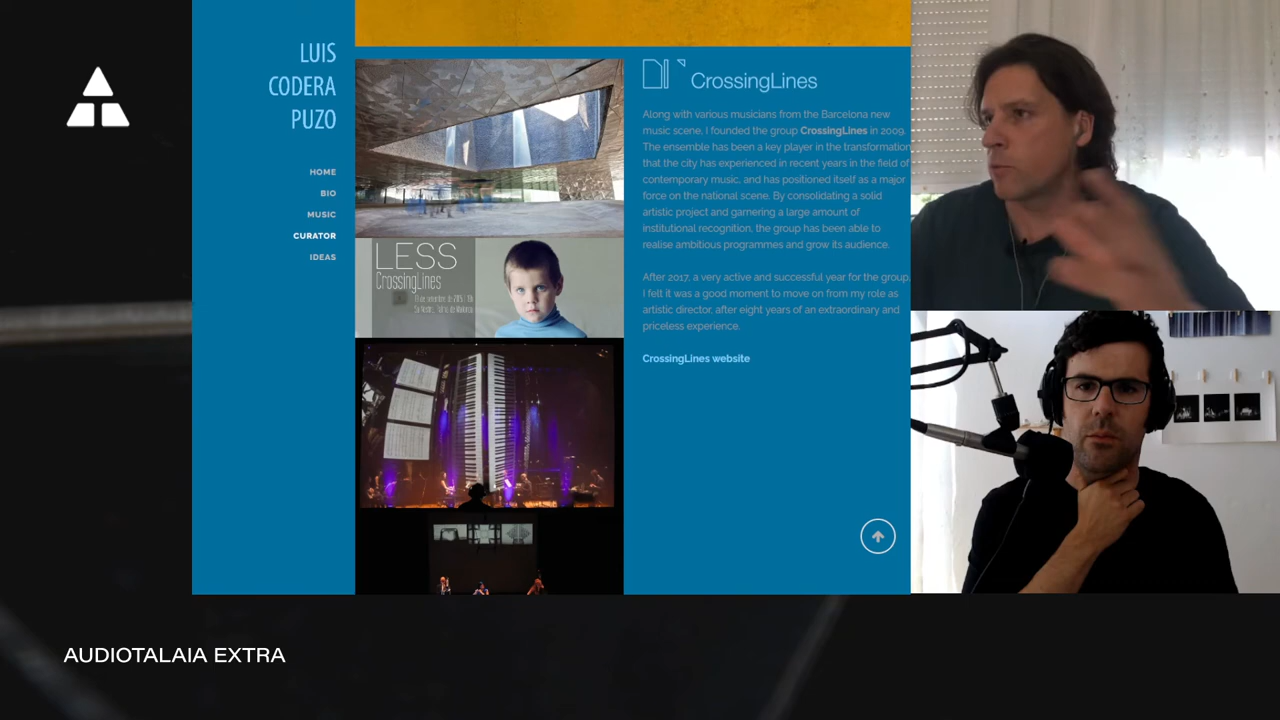 LUIS
CODERA
PUZO
HOME
BIO
MUSIC
CURATOR
IDEAS
LESS
CrossingLines
CrossingLines
Along with various musicians from the Barcelona new
music scene, I founded the group CrossingLines in 2009.
The ensemble has been a key player in the transformation
that the city has experienced in recent years in the field of
contemporary music, and has positioned itself as a major
force on the national scene. By consolidating a solid
artistic project and garnering a large amount of
institutional recognition, the group has been able to
realise ambitious programmes and grow its audience.
After 2017, a very active and successful year for the group,
I felt it was a good moment to move on from my role as
artistic director, after eight years of an extraordinary and
priceless experience.
CrossingLines website
AUDIOTALAIA EXTRA